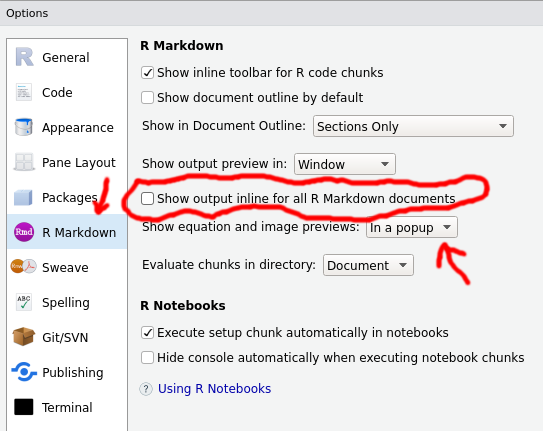 Options
General
Code
Appearance
Pane Layout
Packages
Rmd R Markdown
Sweave
ABC Spelling
Git/SVN
Publishing
Terminal
R Markdown
Show inline toolbar for R code chunks
Show document outline by default
Show in Document Outline: Sections Only
Show output preview in: Window
Show output inline for all R Markdown documents
Show equation and image previews: In a popup
Evaluate chunks in directory: Document
R Notebooks
Execute setup chunk automatically in notebooks
Hide console automatically when executing notebook chunks
? Using R Notebooks